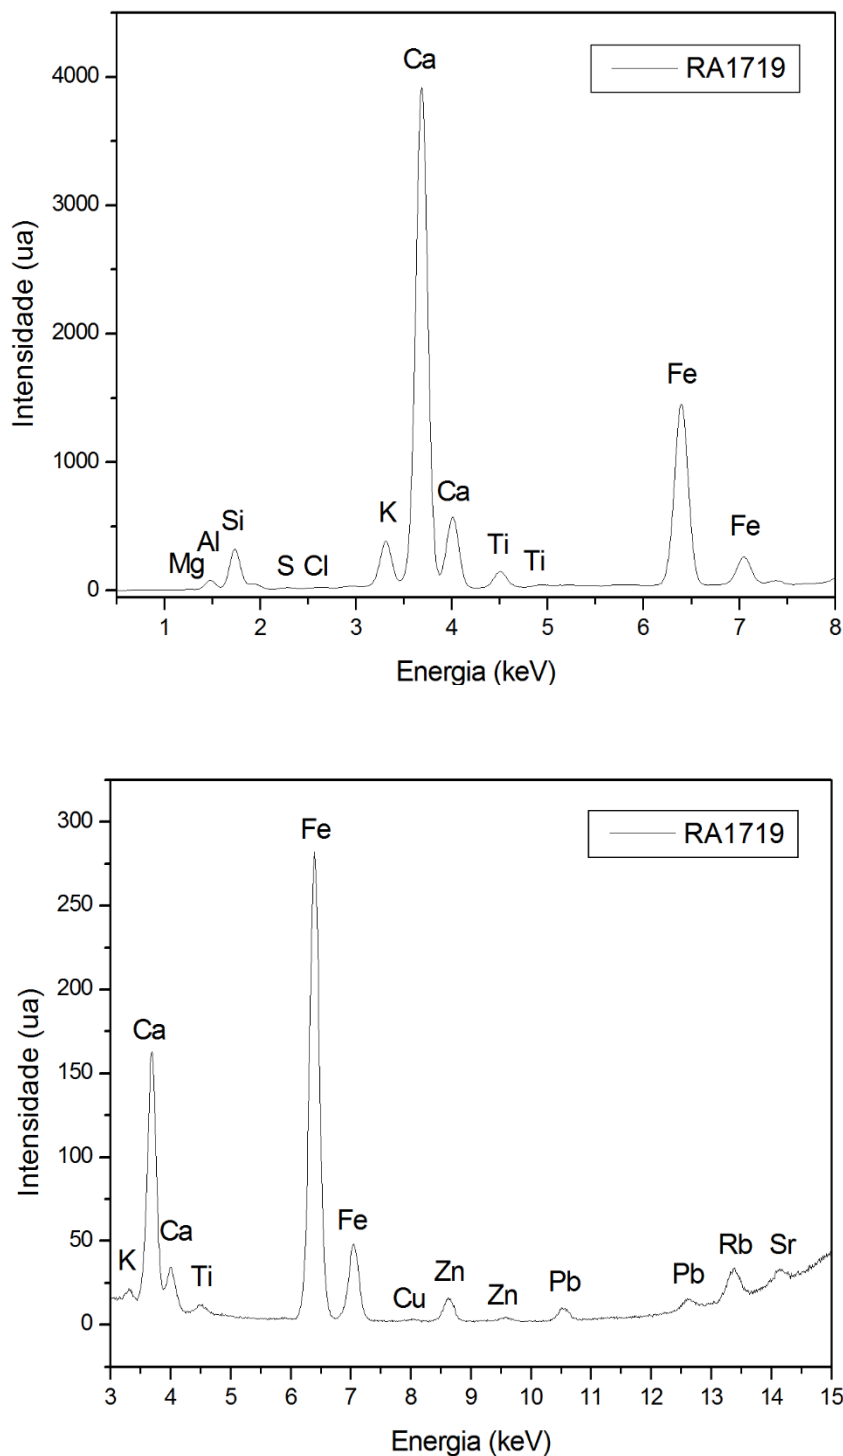 RA1719
4000
3000
2000
1000
0
Intensidade (ua)
Mg
Al
Si
S
Cl
K
Ca
Ca
Ti
Ti
Fe
Fe
1 2 3 4 5 6 7 8
Energia (keV)
RA1719
300
250
200
150
100
50
0
Intensidade (ua)
K
Ca
Ca
Ti
Fe
Fe
Cu
Zn
Zn
Pb
Pb
Rb
Sr
3 4 5 6 7 8 9 10 11 12 13 14 15
Energia (keV)